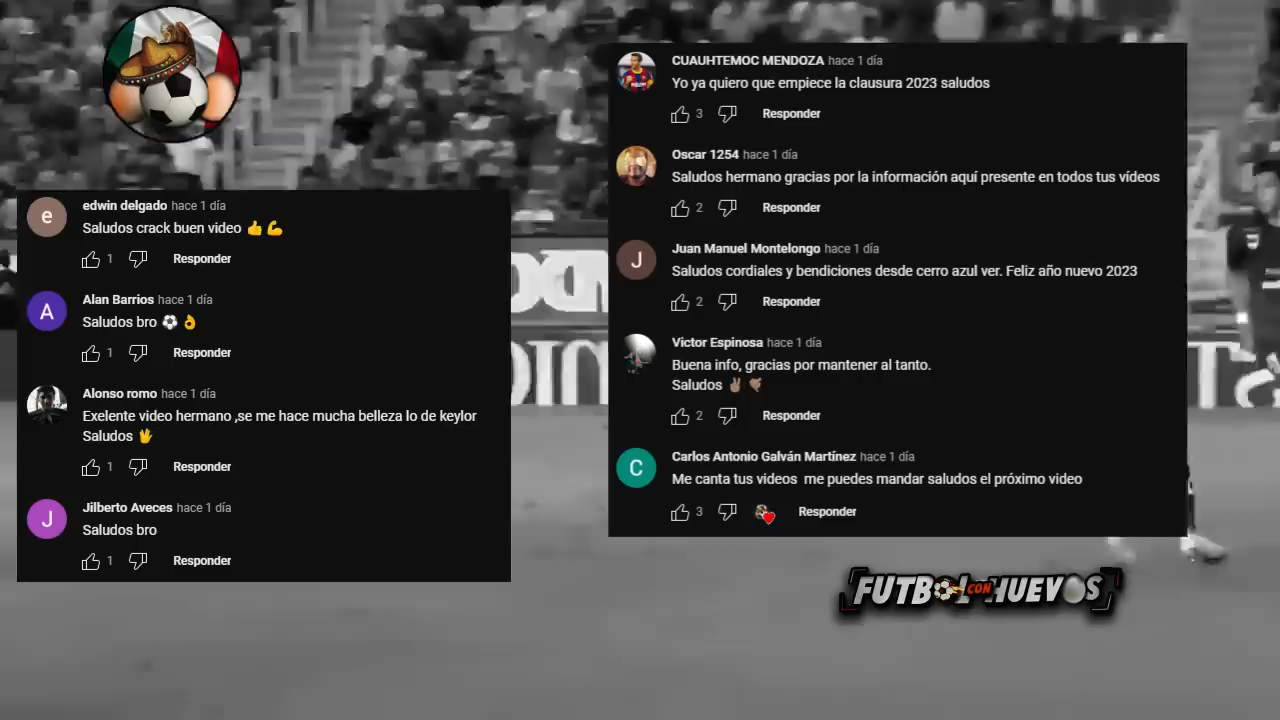 edwin delgado hace 1 día
Saludos crack buen video 👍 💪
1 Responder
Alan Barrios hace 1 día
Saludos bro ⚽ 👌
1 Responder
Alonso romo hace 1 día
Exelente video hermano ,se me hace mucha belleza lo de keylor
Saludos 🖖
1 Responder
Jilberto Aveces hace 1 día
Saludos bro
1 Responder
CUAUHTEMOC MENDOZA hace 1 día
Yo ya quiero que empiece la clausura 2023 saludos
3 Responder
Oscar 1254 hace 1 día
Saludos hermano gracias por la información aquí presente en todos tus vídeos
2 Responder
Juan Manuel Montelongo hace 1 día
Saludos cordiales y bendiciones desde cerro azul ver. Feliz año nuevo 2023
2 Responder
Victor Espinosa hace 1 día
Buena info, gracias por mantener al tanto.
Saludos ✌🏽 🤙🏽
2 Responder
Carlos Antonio Galván Martínez hace 1 día
Me canta tus videos me puedes mandar saludos el próximo video
3 Responder
FUTBOL CON HUEVOS